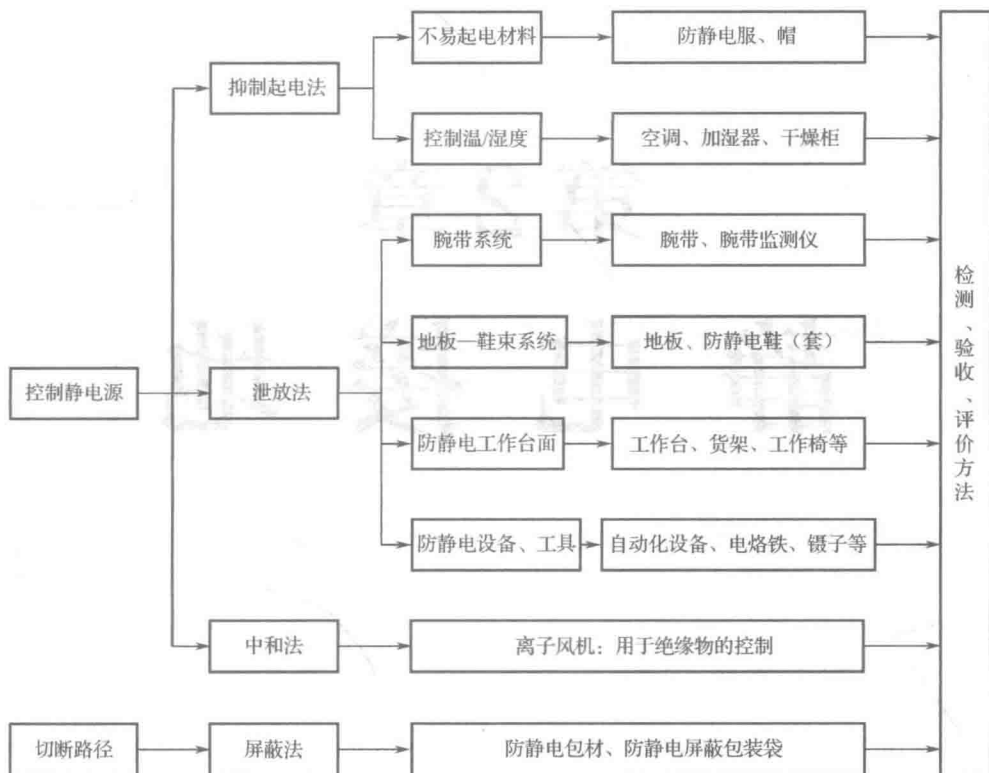 不易起电材料
防静电服、帽
抑制起电法
控制温/湿度
空调、加湿器、干燥柜
腕带系统
腕带、腕带监测仪
地板—鞋束系统
地板、防静电鞋（套）
控制静电源
泄放法
防静电工作台面
工作台、货架、工作椅等
防静电设备、工具
自动化设备、电烙铁、镊子等
中和法
离子风机：用于绝缘物的控制
切断路径
屏蔽法
防静电包材、防静电屏蔽包装袋
检测、验收、评价方法